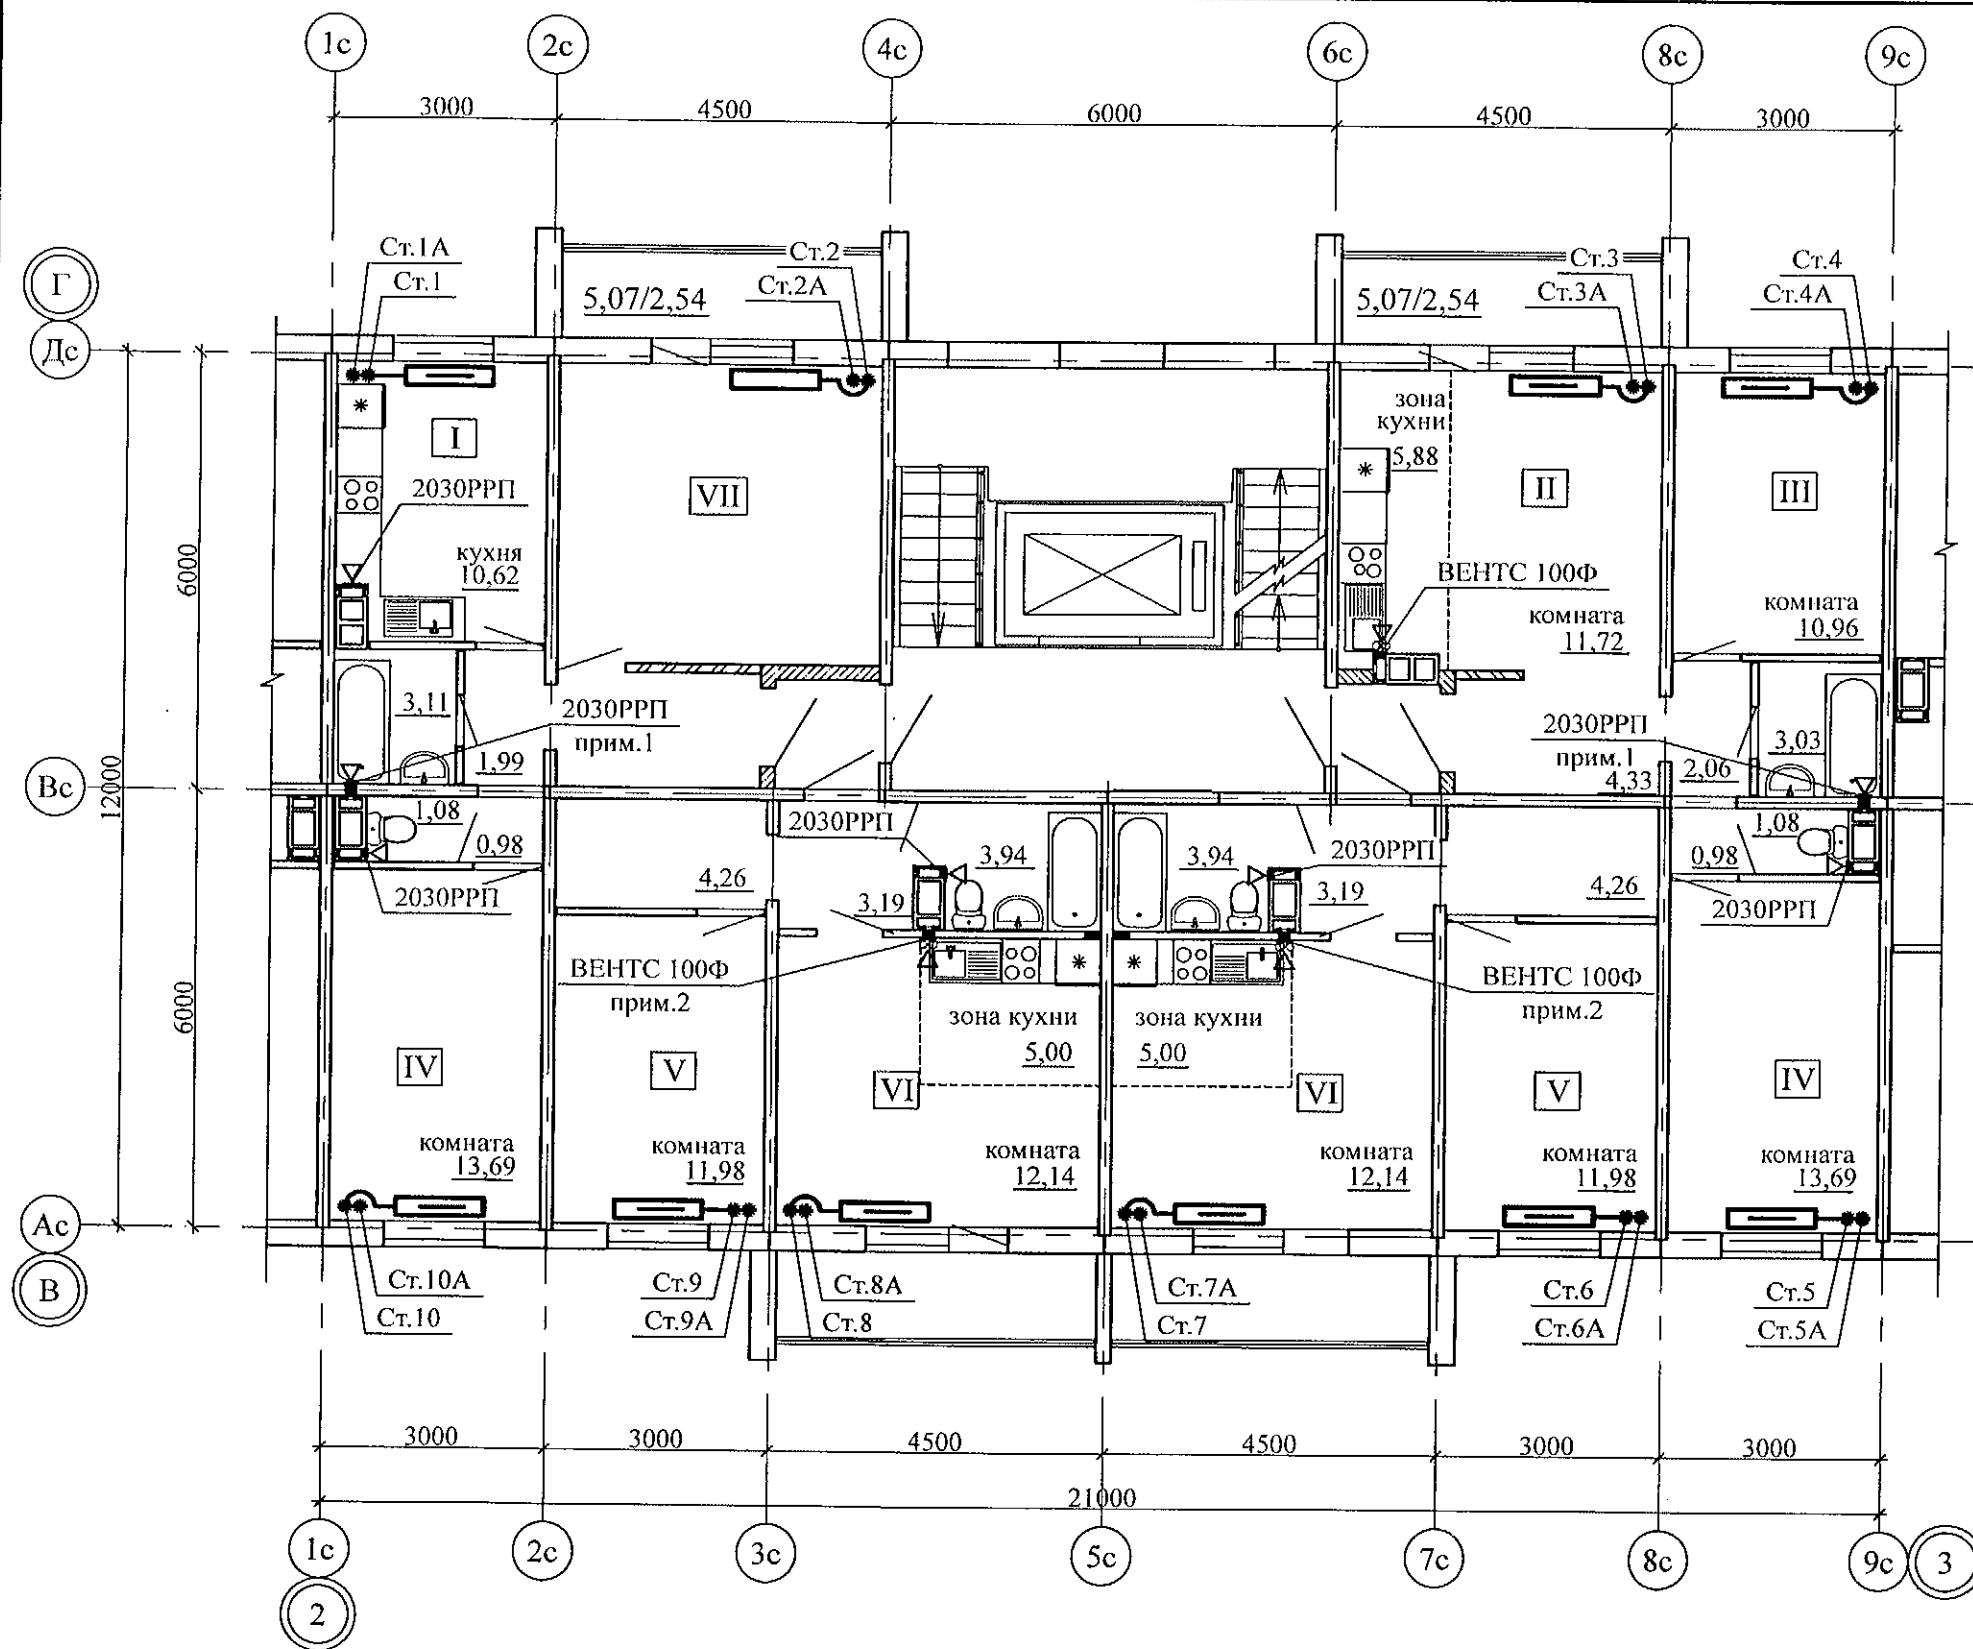 1с 2с 4с 6с 8с 9с
3000 4500 6000 4500 3000
Ст.1А Ст.2 Ст.3 Ст.4
Ст.1 5,07/2,54 Ст.2А 5,07/2,54 Ст.3А Ст.4А
Г
Дс
зона
кухни
5,88
I
2030РРП
VII
II
III
кухня
10,62
ВЕНТС 100Ф
комната
11,72
комната
10,96
6000
12000
3,11
2030РРП
прим.1
1,99
2030РРП
прим.1
4,33
2,06
3,03
Вс
1,08
0,98
2030РРП
2030РРП
4,26
3,19
3,94
3,94
2030РРП
3,19
4,26
1,08
0,98
2030РРП
6000
ВЕНТС 100Ф
прим.2
зона кухни
5,00
зона кухни
5,00
ВЕНТС 100Ф
прим.2
IV
V
VI
VI
V
IV
комната
13,69
комната
11,98
комната
12,14
комната
12,14
комната
11,98
комната
13,69
Ас
В
Ст.10А
Ст.10
Ст.9
Ст.9А
Ст.8А
Ст.8
Ст.7А
Ст.7
Ст.6
Ст.6А
Ст.5
Ст.5А
3000 3000 4500 4500 3000 3000
21000
1с 2с 3с 5с 7с 8с 9с 3
2